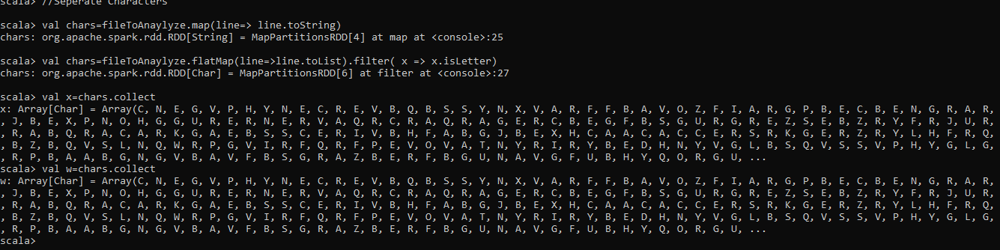 scala> //Seperate Characters
scala> val chars=fileToAnaylyze.map(line=> line.toString)
chars: org.apache.spark.rdd.RDD[String] = MapPartitionsRDD[4] at map at <console>:25
scala> val chars=fileToAnaylyze.flatMap(line=>line.toList).filter( x => x.isLetter)
chars: org.apache.spark.rdd.RDD[Char] = MapPartitionsRDD[6] at filter at <console>:27
scala> val x=chars.collect
x: Array[Char] = Array(C, N, E, G, V, P, H, Y, N, E, C, R, E, V, B, Q, B, S, S, Y, N, X, V, A, R, F, F, B, A, V, O, Z, F, I, A, R, G, P, B, E, C, B, E, N, G, R, A, R,
, J, B, E, X, P, N, O, H, G, G, U, R, E, R, N, E, R, V, A, Q, R, C, R, A, Q, R, A, G, E, R, C, B, E, G, F, B, S, G, U, R, G, R, E, Z, S, E, B, Z, R, Y, F, R, J, U, R,
, R, A, B, Q, R, A, C, A, R, K, G, A, E, B, S, S, C, E, R, I, V, B, H, F, A, B, G, J, B, E, X, H, C, A, A, C, A, C, C, E, R, S, R, K, G, E, R, Z, R, Y, L, H, F, R, Q,
, B, Z, B, Q, V, S, L, N, Q, W, R, P, G, V, I, R, F, Q, R, F, P, E, V, O, V, A, T, N, Y, R, I, R, Y, B, E, D, H, N, Y, V, G, L, B, S, Q, V, S, S, V, P, H, Y, G, L, G,
, R, P, B, A, A, B, G, N, G, V, B, A, V, F, B, S, G, R, A, Z, B, E, R, F, B, G, U, N, A, V, G, F, U, B, H, Y, Q, O, R, G, U, ...
scala> val w=chars.collect
w: Array[Char] = Array(C, N, E, G, V, P, H, Y, N, E, C, R, E, V, B, Q, B, S, S, Y, N, X, V, A, R, F, F, B, A, V, O, Z, F, I, A, R, G, P, B, E, C, B, E, N, G, R, A, R,
, J, B, E, X, P, N, O, H, G, G, U, R, E, R, N, E, R, V, A, Q, R, C, R, A, Q, R, A, G, E, R, C, B, E, G, F, B, S, G, U, R, G, R, E, Z, S, E, B, Z, R, Y, F, R, J, U, R,
, R, A, B, Q, R, A, C, A, R, K, G, A, E, B, S, S, C, E, R, I, V, B, H, F, A, B, G, J, B, E, X, H, C, A, A, C, A, C, C, E, R, S, R, K, G, E, R, Z, R, Y, L, H, F, R, Q,
, B, Z, B, Q, V, S, L, N, Q, W, R, P, G, V, I, R, F, Q, R, F, P, E, V, O, V, A, T, N, Y, R, I, R, Y, B, E, D, H, N, Y, V, G, L, B, S, Q, V, S, S, V, P, H, Y, G, L, G,
, R, P, B, A, A, B, G, N, G, V, B, A, V, F, B, S, G, R, A, Z, B, E, R, F, B, G, U, N, A, V, G, F, U, B, H, Y, Q, O, R, G, U, ...
scala>